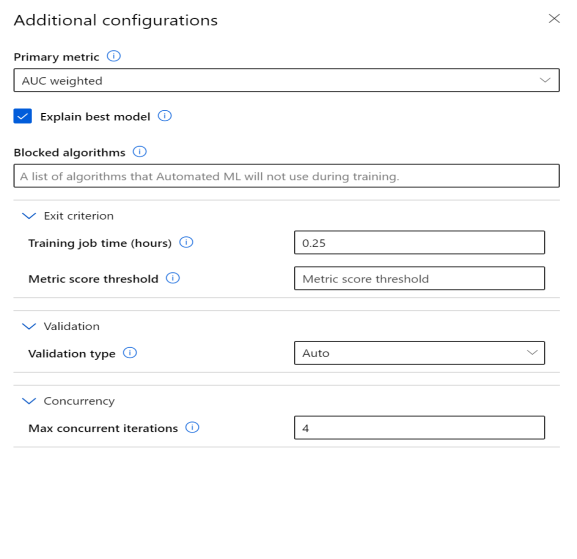 Additional configurations
Primary metric
AUC weighted
Explain best model
Blocked algorithms
A list of algorithms that Automated ML will not use during training.
Exit criterion
Training job time (hours)
0.25
Metric score threshold
Metric score threshold
Validation
Validation type
Auto
Concurrency
Max concurrent iterations
4